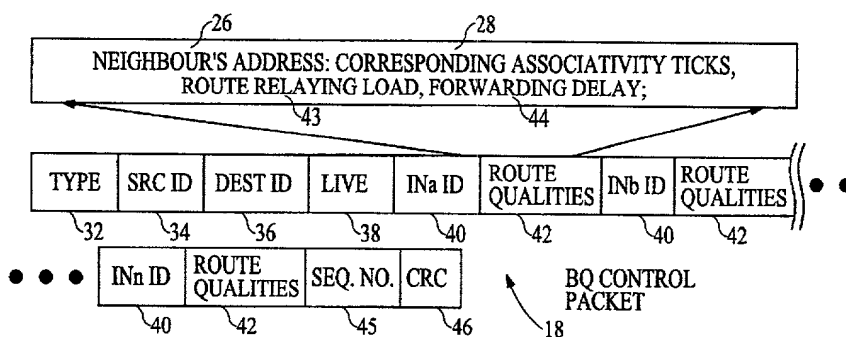 26 28
NEIGHBOUR'S ADDRESS: CORRESPONDING ASSOCIATIVITY TICKS,
ROUTE RELAYING LOAD, FORWARDING DELAY;
43 44
TYPE SRC ID DEST ID LIVE INa ID ROUTE QUALITIES INb ID ROUTE QUALITIES
32 34 36 38 40 42 40 42
INn ID ROUTE QUALITIES SEQ. NO. CRC
40 42 45 46
BQ CONTROL
PACKET
18